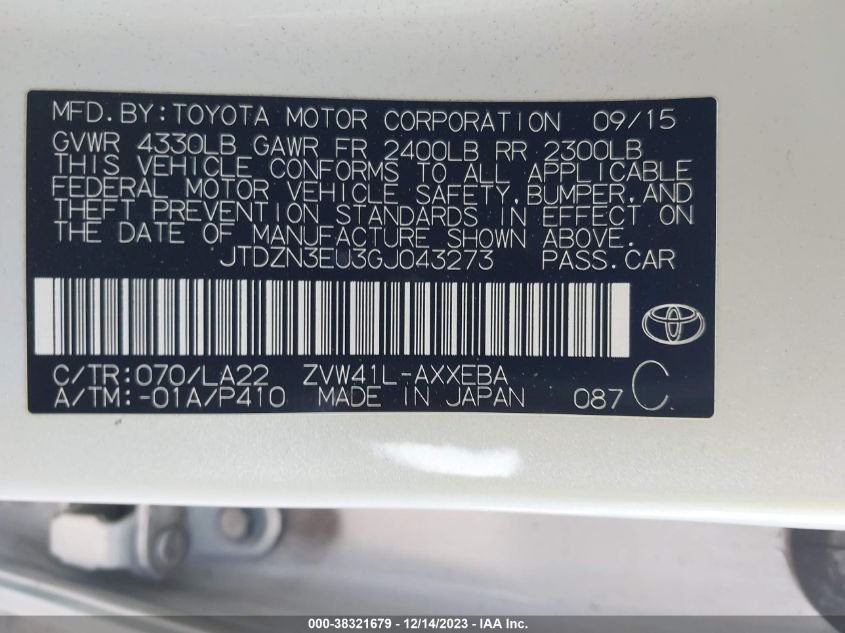 MFD.BY:TOYOTA MOTOR CORPORATION 09/15
GVWR 4330LB GAWR FR 2400LB RR 2300LB
THIS VEHICLE CONFORMS TO ALL APPLICABLE
FEDERAL MOTOR VEHICLE SAFETY,BUMPER,AND
THEFT PREVENTION STANDARDS IN EFFECT ON
THE DATE OF MANUFACTURE SHOWN ABOVE.
JTDZN3EU3GJ043273 PASS.CAR
C/TR:070/LA22 ZVW41L-AXXEBA
A/TM:-01A/P410 MADE IN JAPAN 087 C
000-38321679 - 12/14/2023 - IAA Inc.